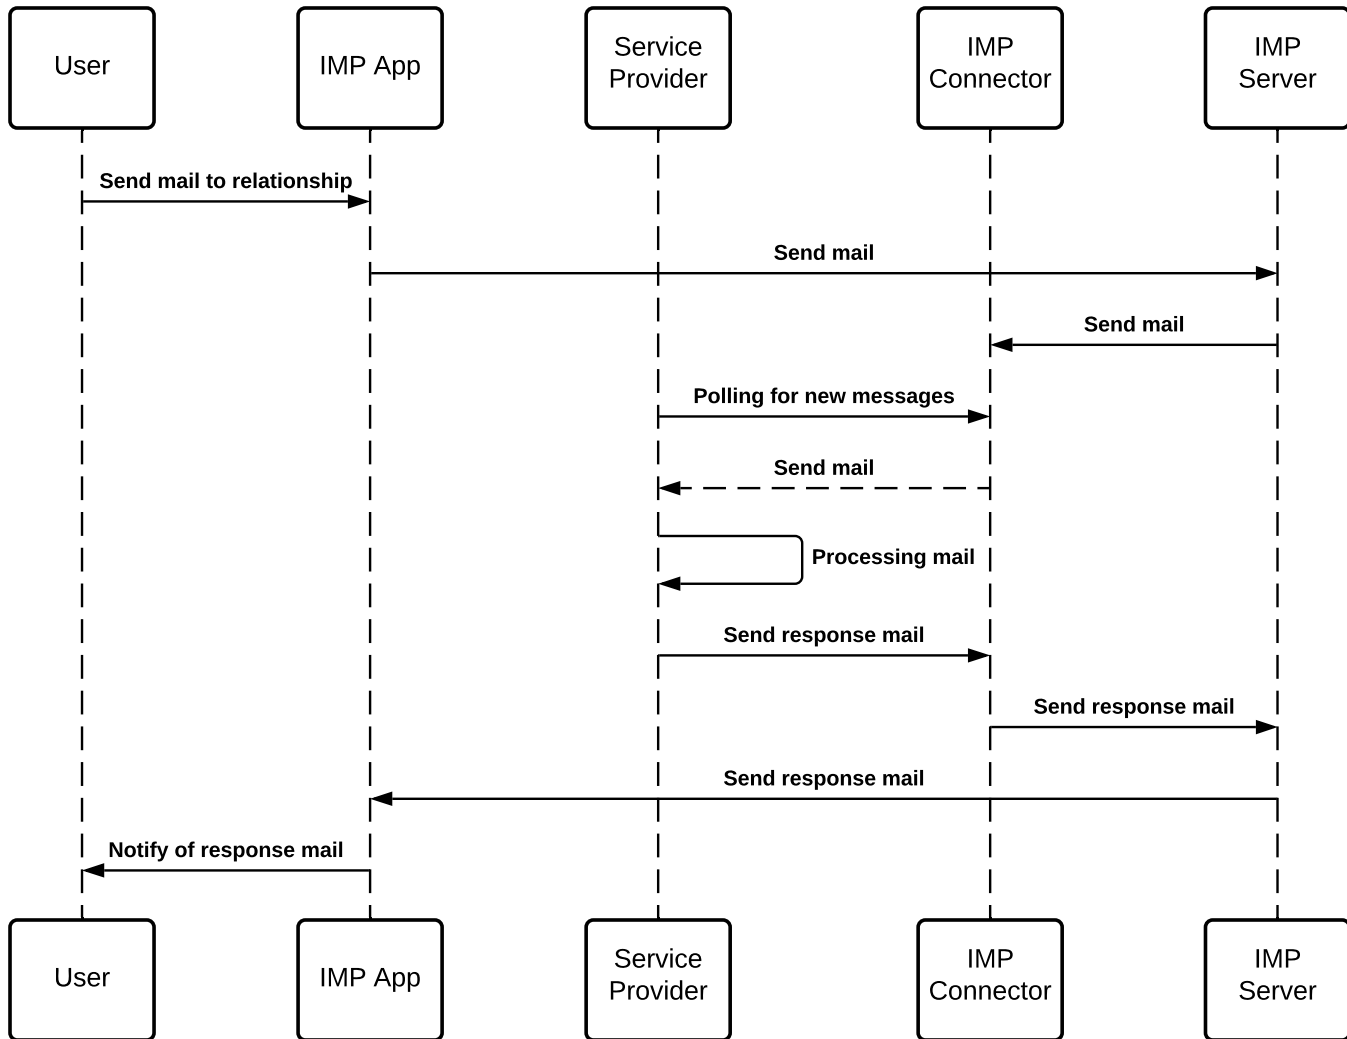 User
IMP App
Service
Provider
IMP
Connector
IMP
Server
Send mail to relationship
Send mail
Send mail
Polling for new messages
Send mail
Processing mail
Send response mail
Send response mail
Send response mail
Notify of response mail
User
IMP App
Service
Provider
IMP
Connector
IMP
Server